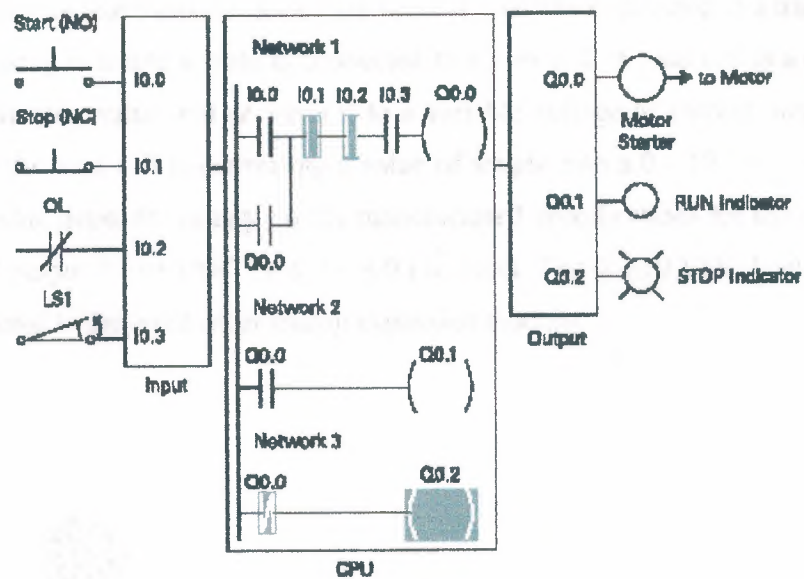 Start (NO)
I0.0
Stop (NC)
I0.1
OL
I0.2
LS1
I0.3
Input
Network 1
I0.0 I0.1 I0.2 I0.3 Q0.0
Q0.0
Network 2
Q0.0 Q0.1
Network 3
Q0.0 Q0.2
CPU
Q0.0 to Motor
Motor
Starter
Q0.1 RUN Indicator
Q0.2 STOP Indicator
Output